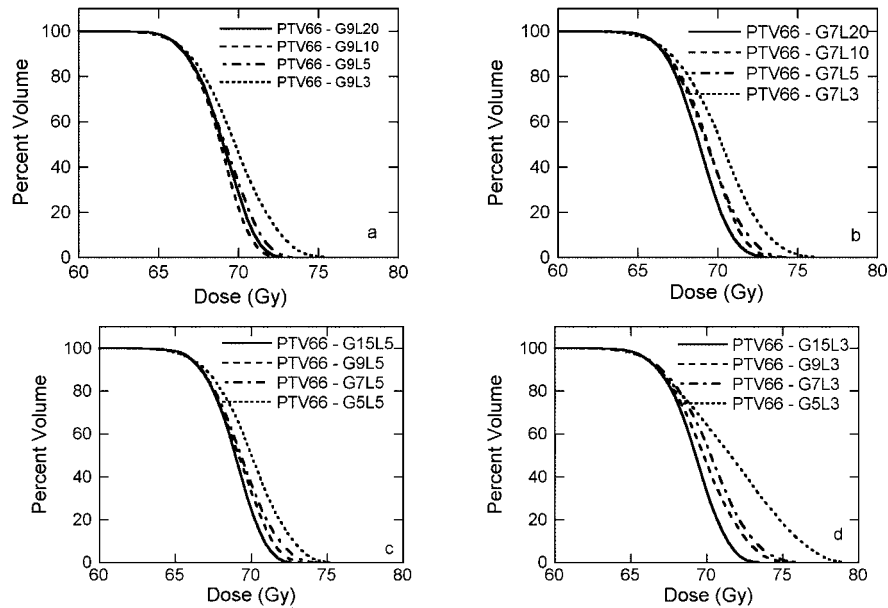 Percent Volume
100
80
60
40
20
0
PTV66 - G9L20
PTV66 - G9L10
PTV66 - G9L5
PTV66 - G9L3
a
60 65 70 75 80
Dose (Gy)
Percent Volume
100
80
60
40
20
0
PTV66 - G7L20
PTV66 - G7L10
PTV66 - G7L5
PTV66 - G7L3
b
60 65 70 75 80
Dose (Gy)
Percent Volume
100
80
60
40
20
0
PTV66 - G15L5
PTV66 - G9L5
PTV66 - G7L5
PTV66 - G5L5
c
60 65 70 75 80
Dose (Gy)
Percent Volume
100
80
60
40
20
0
PTV66 - G15L3
PTV66 - G9L3
PTV66 - G7L3
PTV66 - G5L3
d
60 65 70 75 80
Dose (Gy)